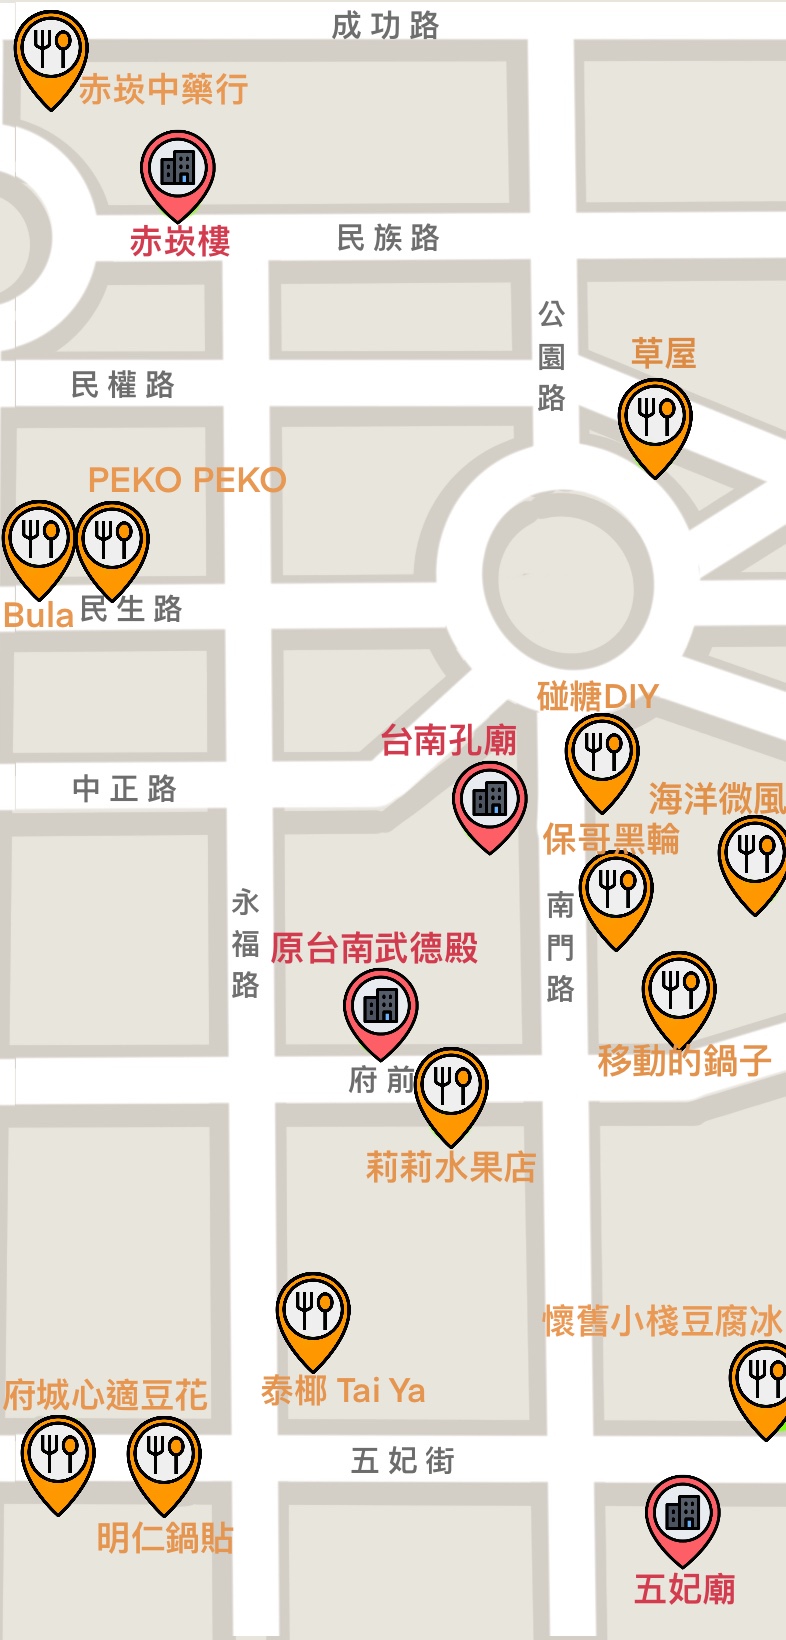 成功路
赤崁中藥行
赤崁樓
民族路
公園路
草屋
民權路
PEKO PEKO
Bula
民生路
碰糖DIY
台南孔廟
中正路
海洋微風
保哥黑輪
永福路
南門路
原台南武德殿
移動的鍋子
府前
莉莉水果店
懷舊小棧豆腐冰
泰椰 Tai Ya
府城心適豆花
五妃街
明仁鍋貼
五妃廟